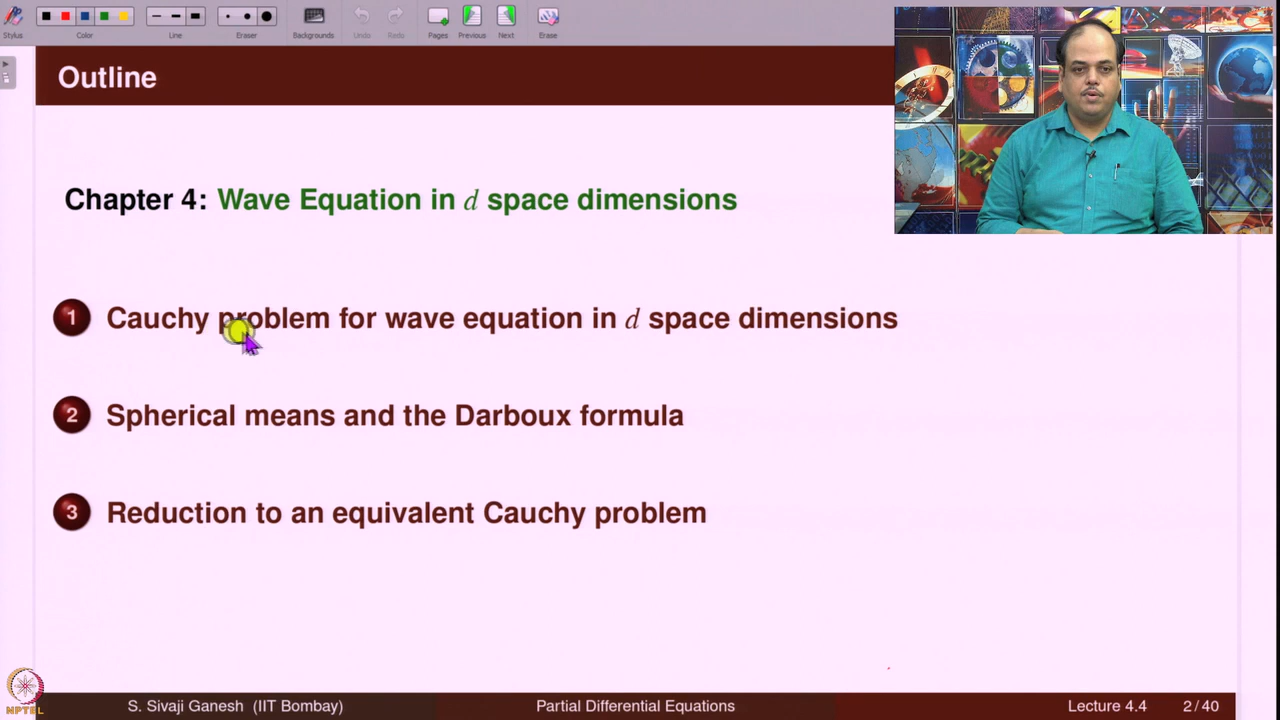 Stylus Color Line Eraser Backgrounds Undo Redo Pages Previous Next Erase
Outline
Chapter 4: Wave Equation in d space dimensions
1 Cauchy problem for wave equation in d space dimensions
2 Spherical means and the Darboux formula
3 Reduction to an equivalent Cauchy problem
NPTEL
S. Sivaji Ganesh (IIT Bombay) Partial Differential Equations Lecture 4.4 2 / 40